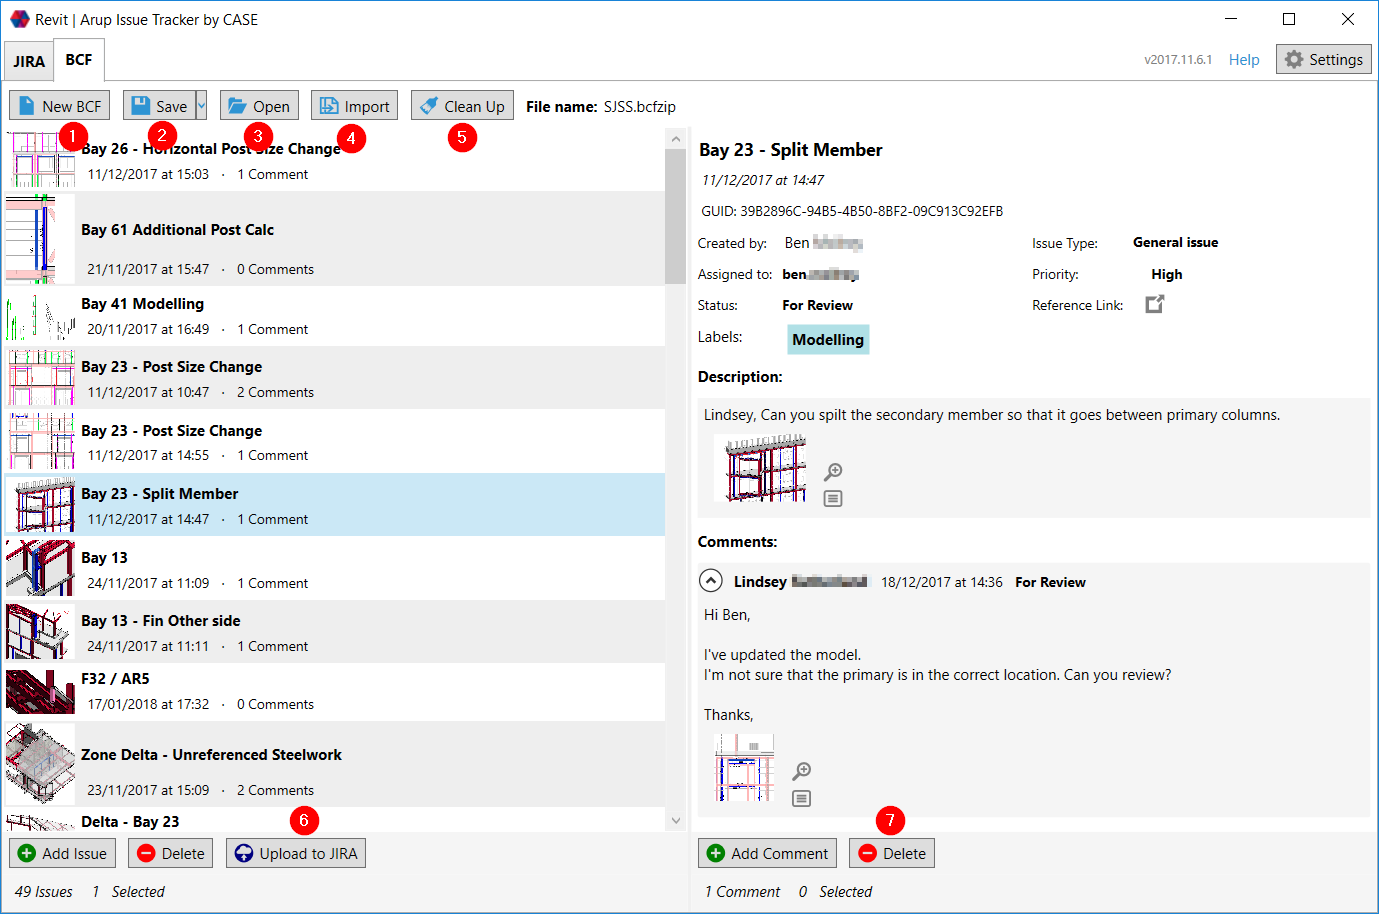 Revit | Arup Issue Tracker by CASE
JIRA
BCF
v2017.11.6.1
Help
Settings
New BCF
Save
Open
Import
Clean Up
File name: SJSS.bcfzip
1
2
3
4
5
Bay 26 - Horizontal Post Size Change
11/12/2017 at 15:03 · 1 Comment
Bay 61 Additional Post Calc
21/11/2017 at 15:47 · 0 Comments
Bay 41 Modelling
20/11/2017 at 16:49 · 1 Comment
Bay 23 - Post Size Change
11/12/2017 at 10:47 · 2 Comments
Bay 23 - Post Size Change
11/12/2017 at 14:55 · 1 Comment
Bay 23 - Split Member
11/12/2017 at 14:47 · 1 Comment
Bay 13
24/11/2017 at 11:09 · 1 Comment
Bay 13 - Fin Other side
24/11/2017 at 11:11 · 1 Comment
F32 / AR5
17/01/2018 at 17:32 · 0 Comments
Zone Delta - Unreferenced Steelwork
23/11/2017 at 15:09 · 2 Comments
Delta - Bay 23
6
Add Issue
Delete
Upload to JIRA
49 Issues 1 Selected
Bay 23 - Split Member
11/12/2017 at 14:47
GUID: 39B2896C-94B5-4B50-8BF2-09C913C92EFB
Created by: Ben
Issue Type: General issue
Assigned to: ben
Priority: High
Status: For Review
Reference Link:
Labels: Modelling
Description:
Lindsey, Can you spilt the secondary member so that it goes between primary columns.
Comments:
Lindsey 18/12/2017 at 14:36 For Review
Hi Ben,
I've updated the model.
I'm not sure that the primary is in the correct location. Can you review?
Thanks,
7
Add Comment
Delete
1 Comment 0 Selected